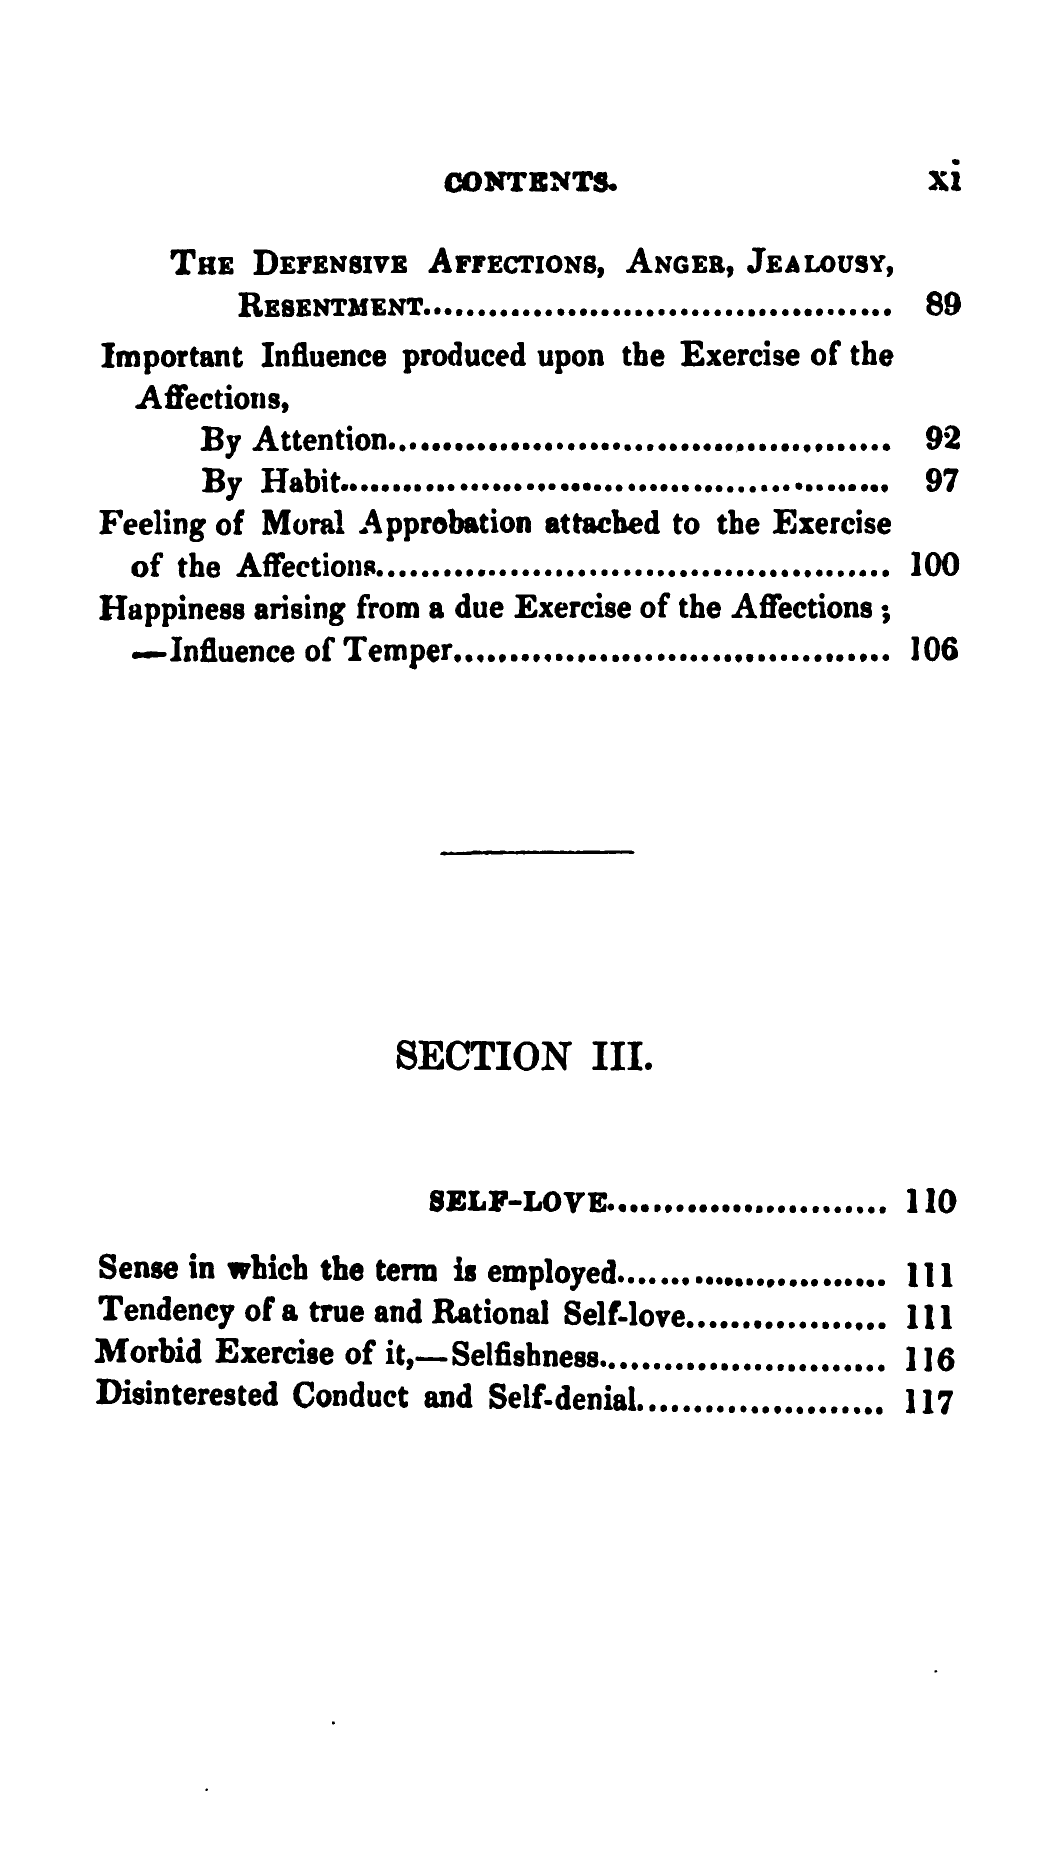 CONTENTS. xi
THE DEFENSIVE AFFECTIONS, ANGER, JEALOUSY,
RESENTMENT........................................ 89
Important Influence produced upon the Exercise of the
Affections,
By Attention........................................... 92
By Habit............................................... 97
Feeling of Moral Approbation attached to the Exercise
of the Affections............................................ 100
Happiness arising from a due Exercise of the Affections ;
—Influence of Temper...................................... 106
SECTION III.
SELF-LOVE......................... 110
Sense in which the term is employed........................ 111
Tendency of a true and Rational Self-love.................. 111
Morbid Exercise of it,—Selfishness......................... 116
Disinterested Conduct and Self-denial...................... 117